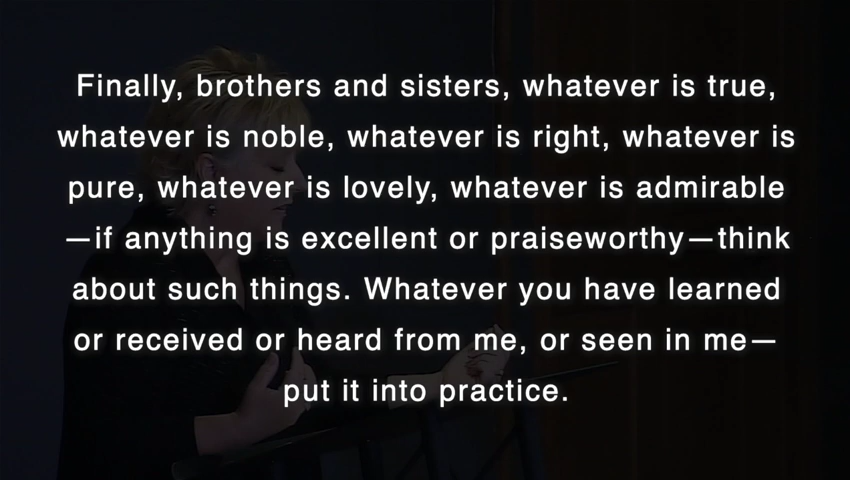 Finally, brothers and sisters, whatever is true,
whatever is noble, whatever is right, whatever is
pure, whatever is lovely, whatever is admirable
—if anything is excellent or praiseworthy—think
about such things. Whatever you have learned
or received or heard from me, or seen in me—
put it into practice.